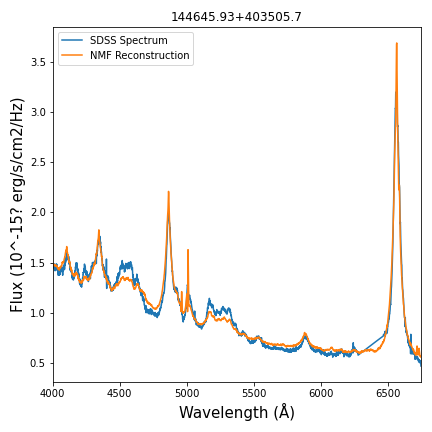 144645.93+403505.7
SDSS Spectrum
NMF Reconstruction
Flux (10^-15? erg/s/cm2/Hz)
3.5
3.0
2.5
2.0
1.5
1.0
0.5
4000 4500 5000 5500 6000 6500
Wavelength (Å)